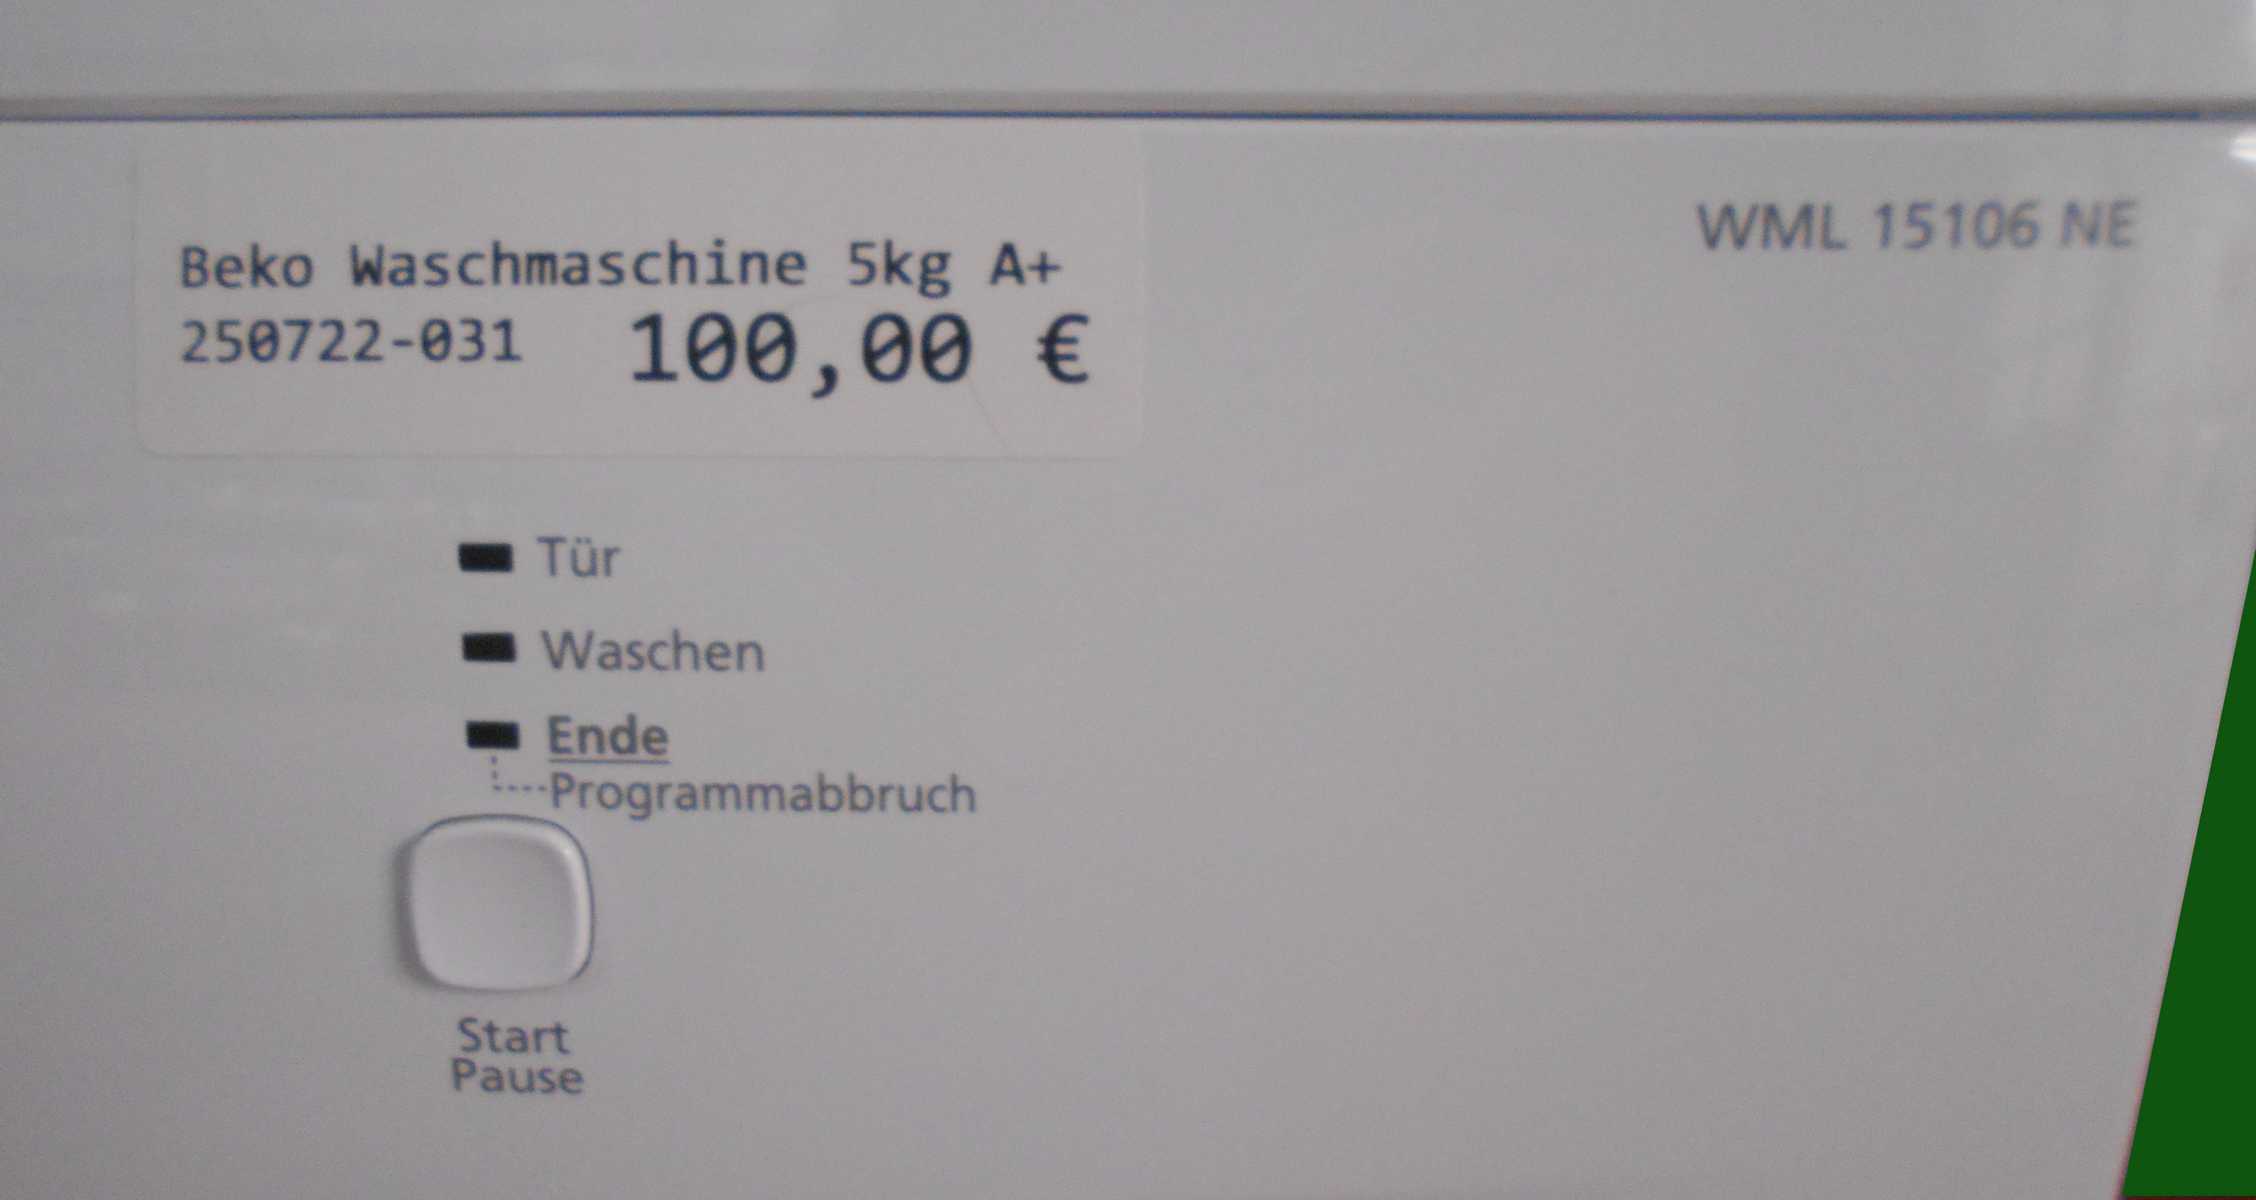 Beko Waschmaschine 5kg A+
250722-031 100,00 €
WML 15106 NE
Tür
Waschen
Ende
Programmabbruch
Start
Pause